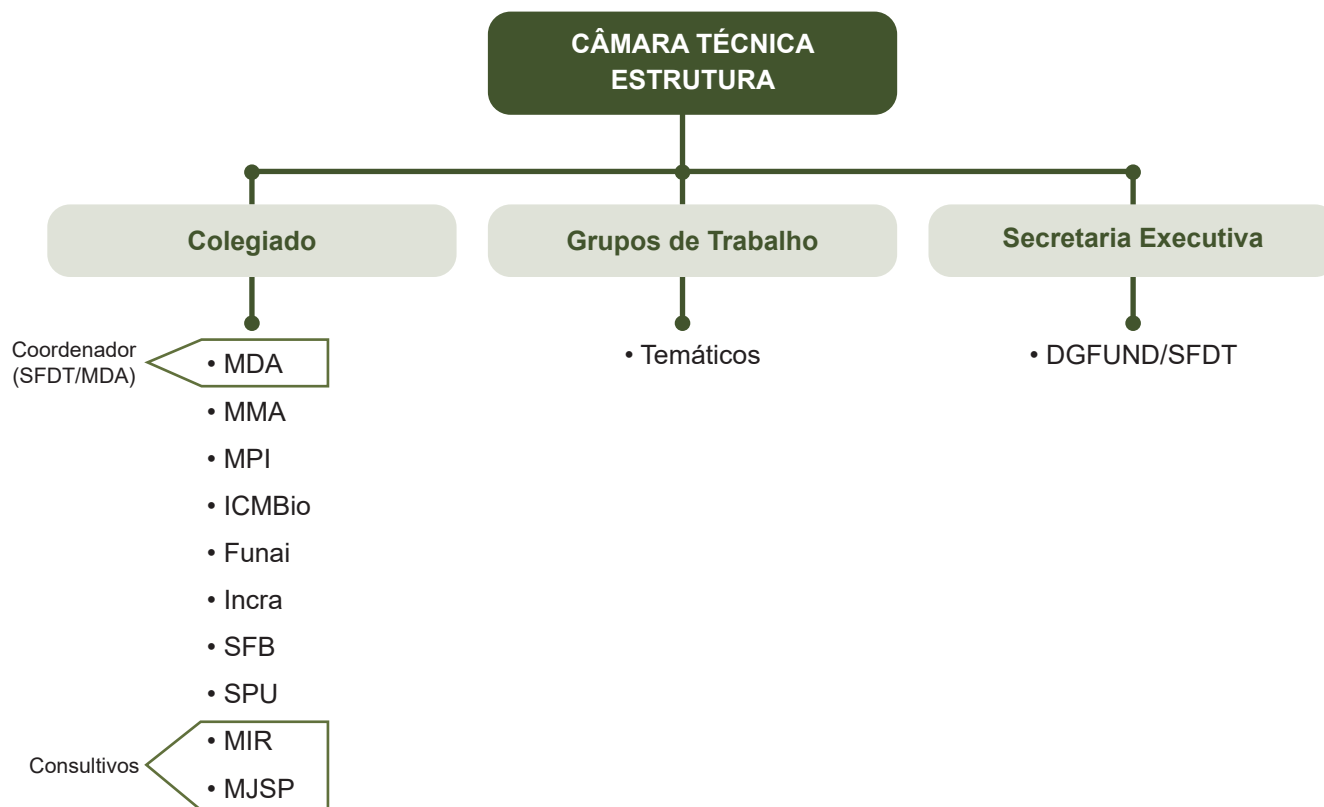 CÂMARA TÉCNICA
ESTRUTURA
Colegiado
Grupos de Trabalho
Secretaria Executiva
Coordenador
(SFDT/MDA)
• MDA
• MMA
• MPI
• ICMBio
• Funai
• Incra
• SFB
• SPU
Consultivos
• MIR
• MJSP
• Temáticos
• DGFUND/SFDT